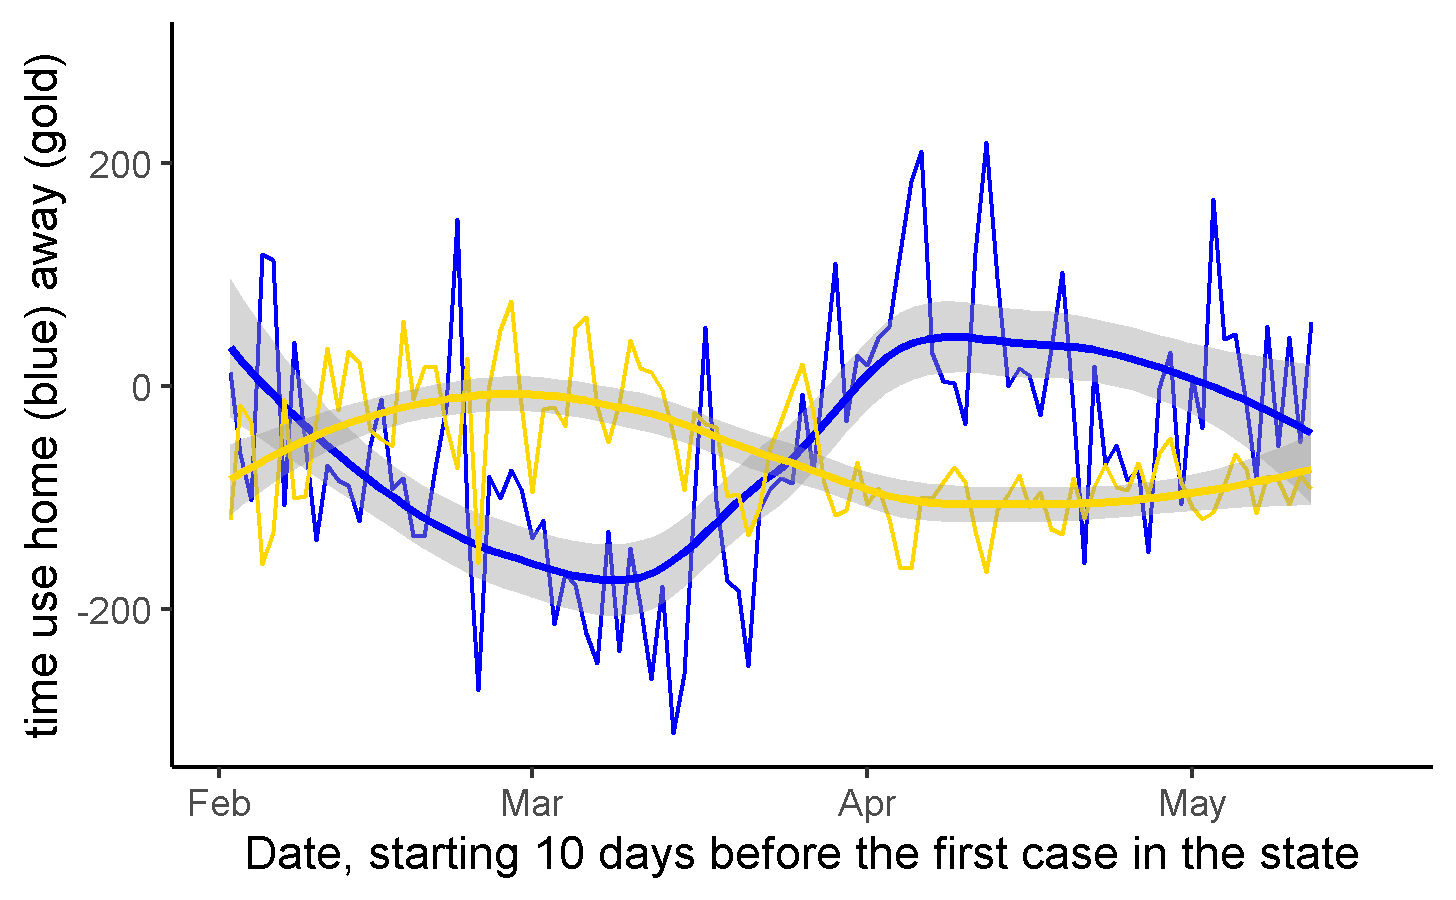 time use home (blue) away (gold)
200
0
-200
Feb
Mar
Apr
May
Date, starting 10 days before the first case in the state